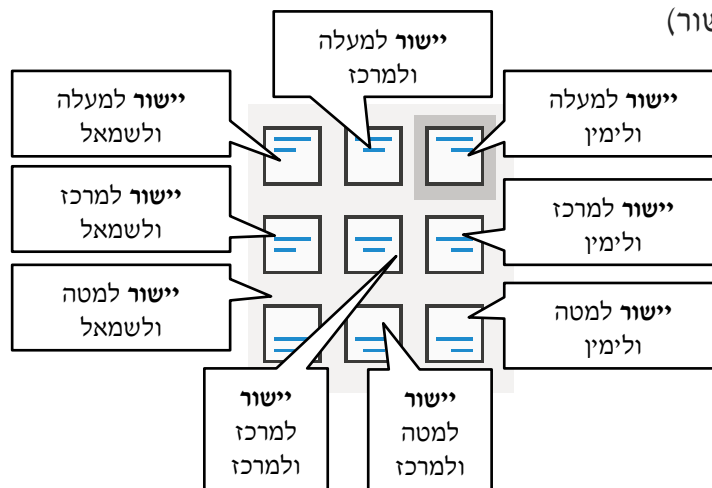 שור)
יישור למעלה
ולמרכז
יישור למעלה
ולימין
יישור למעלה
ולשמאל
יישור למרכז
ולימין
יישור למרכז
ולשמאל
יישור למטה
ולימין
יישור למטה
ולשמאל
יישור
למטה
ולמרכז
יישור
למרכז
ולמרכז